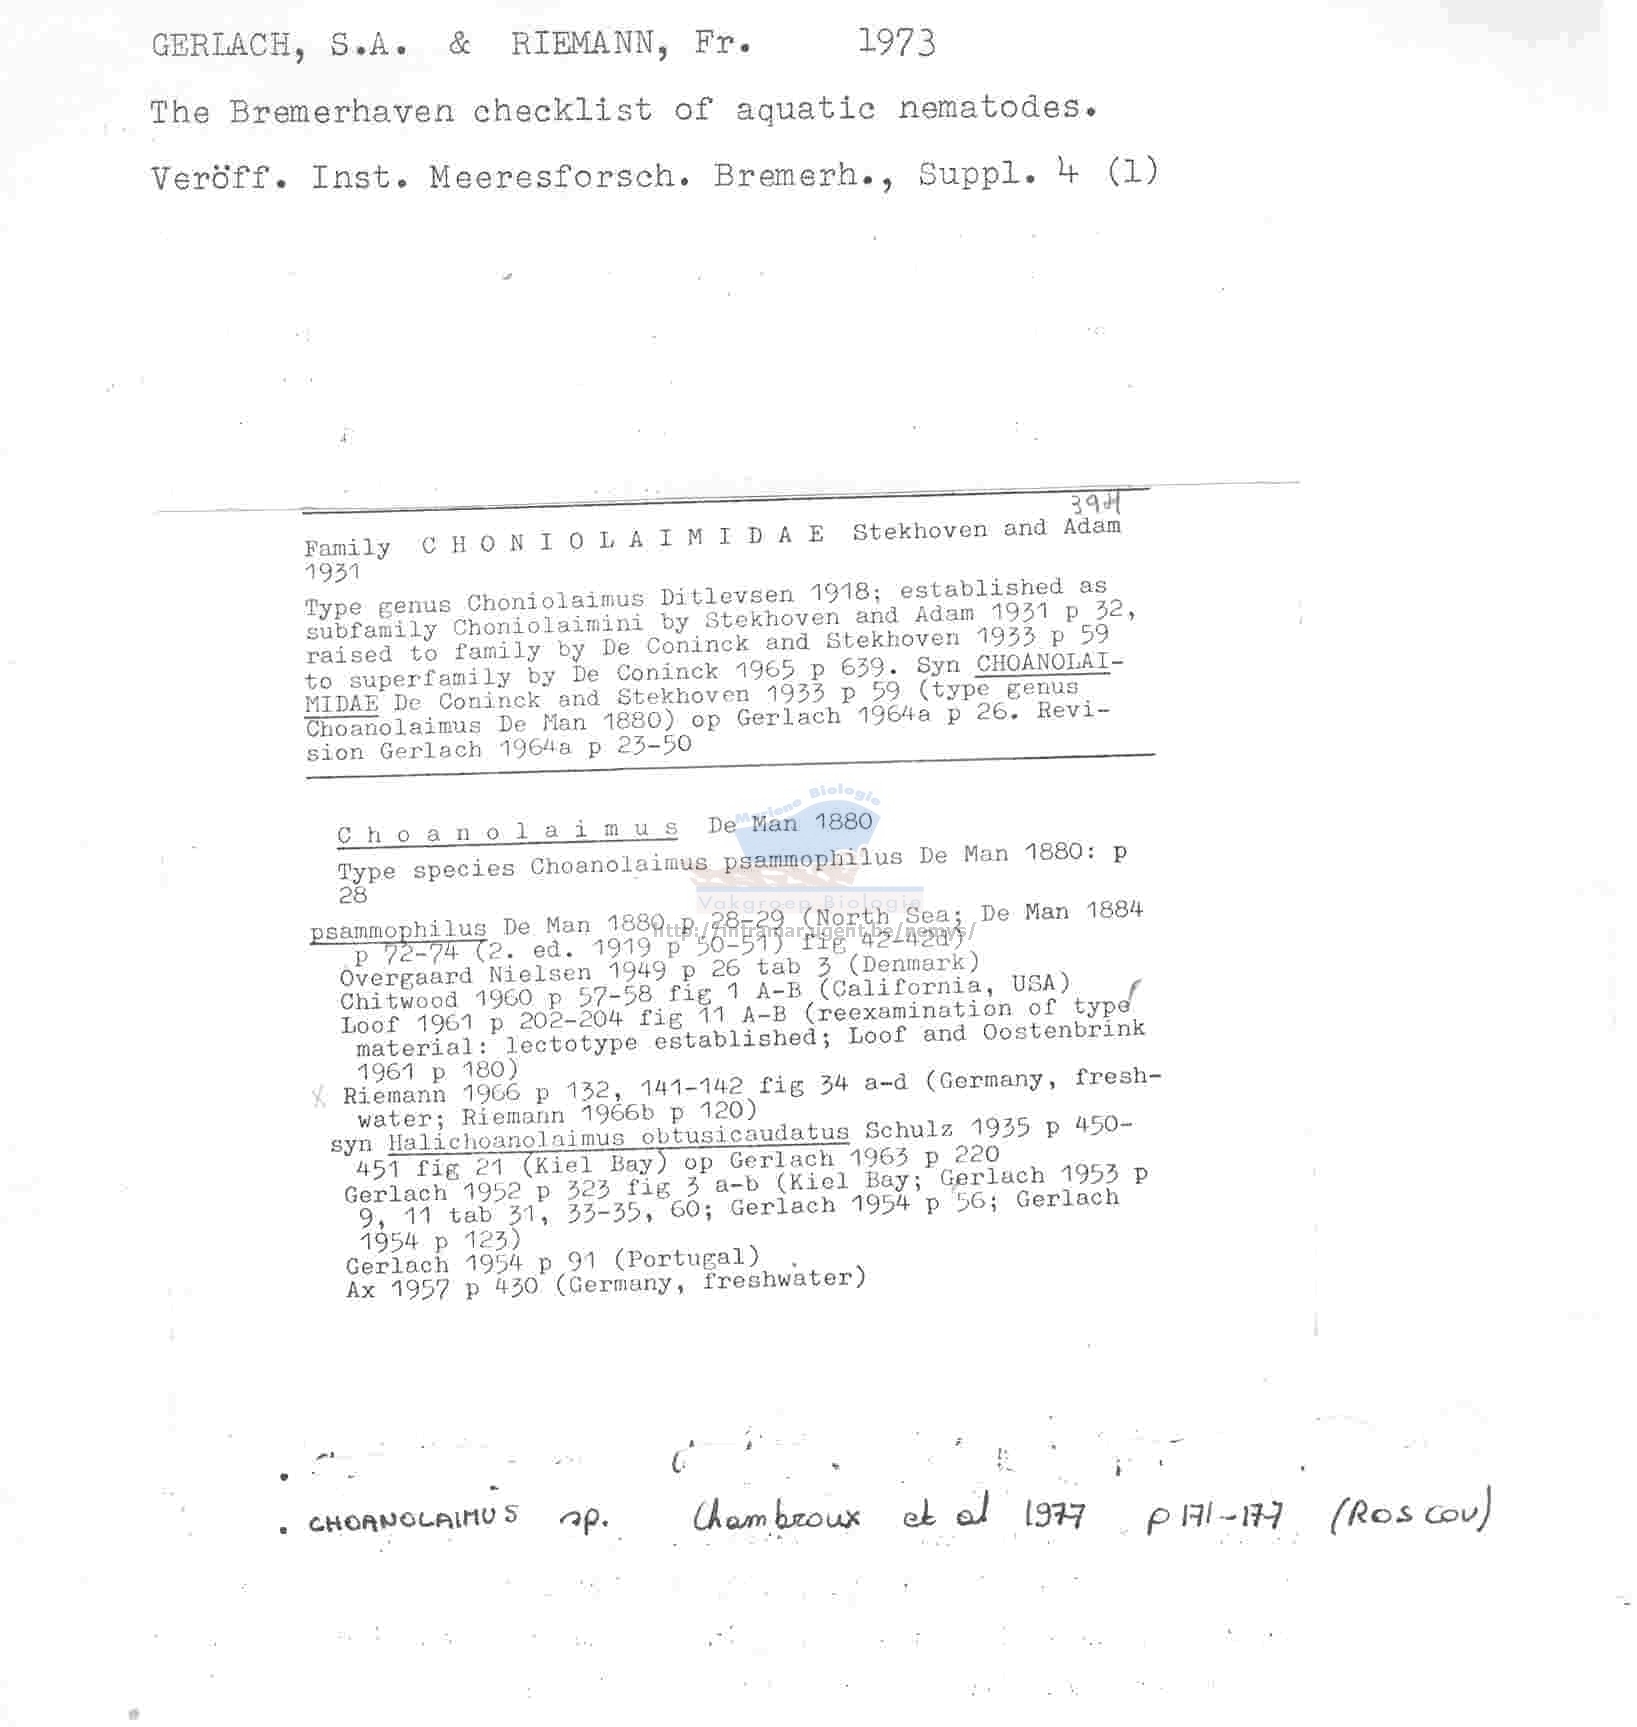 GERLACH, S.A. & RIEMANN, Fr. 1973
The Bremerhaven checklist of aquatic nematodes.
Veröff. Inst. Meeresforsch. Bremerh., Suppl. 4 (1)
Family CHONIOLAIMIDAE Stekhoven and Adam
1931
Type genus Choniolaimus Ditlevsen 1918; established as
subfamily Choniolaimini by Stekhoven and Adam 1931 p 32,
raised to family by De Coninck and Stekhoven 1933 p 59
to superfamily by De Coninck 1965 p 639. Syn CHOANOLAI-
MIDAE De Coninck and Stekhoven 1933 p 59 (type genus
Choanolaimus De Man 1880) op Gerlach 1964a p 26. Revi-
sion Gerlach 1964a p 23-50
Mariene Biologie
Choanolaimus De Man 1880
Type species Choanolaimus psammophilus De Man 1880: p
28
Vakgroep Biologie
http://intramar.ugent.be/nemys/
psammophilus De Man 1880 p 28-29 (North Sea; De Man 1884
p 72-74 (2. ed. 1919 p 50-51) fig 42-42d)
Overgaard Nielsen 1949 p 26 tab 3 (Denmark)
Chitwood 1960 p 57-58 fig 1 A-B (California, USA)
Loof 1961 p 202-204 fig 11 A-B (reexamination of type
material: lectotype established; Loof and Oostenbrink
1961 p 180)
x Riemann 1966 p 132, 141-142 fig 34 a-d (Germany, fresh-
water; Riemann 1966b p 120)
syn Halichoanolaimus obtusicaudatus Schulz 1935 p 450-
451 fig 21 (Kiel Bay) op Gerlach 1963 p 220
Gerlach 1952 p 323 fig 3 a-b (Kiel Bay; Gerlach 1953 p
9, 11 tab 31, 33-35, 60; Gerlach 1954 p 56; Gerlach
1954 p 123)
Gerlach 1954 p 91 (Portugal)
Ax 1957 p 430 (Germany, freshwater)
. CHOANOLAIMUS sp. Chambroux et al 1977 p 171-177 (Roscov)